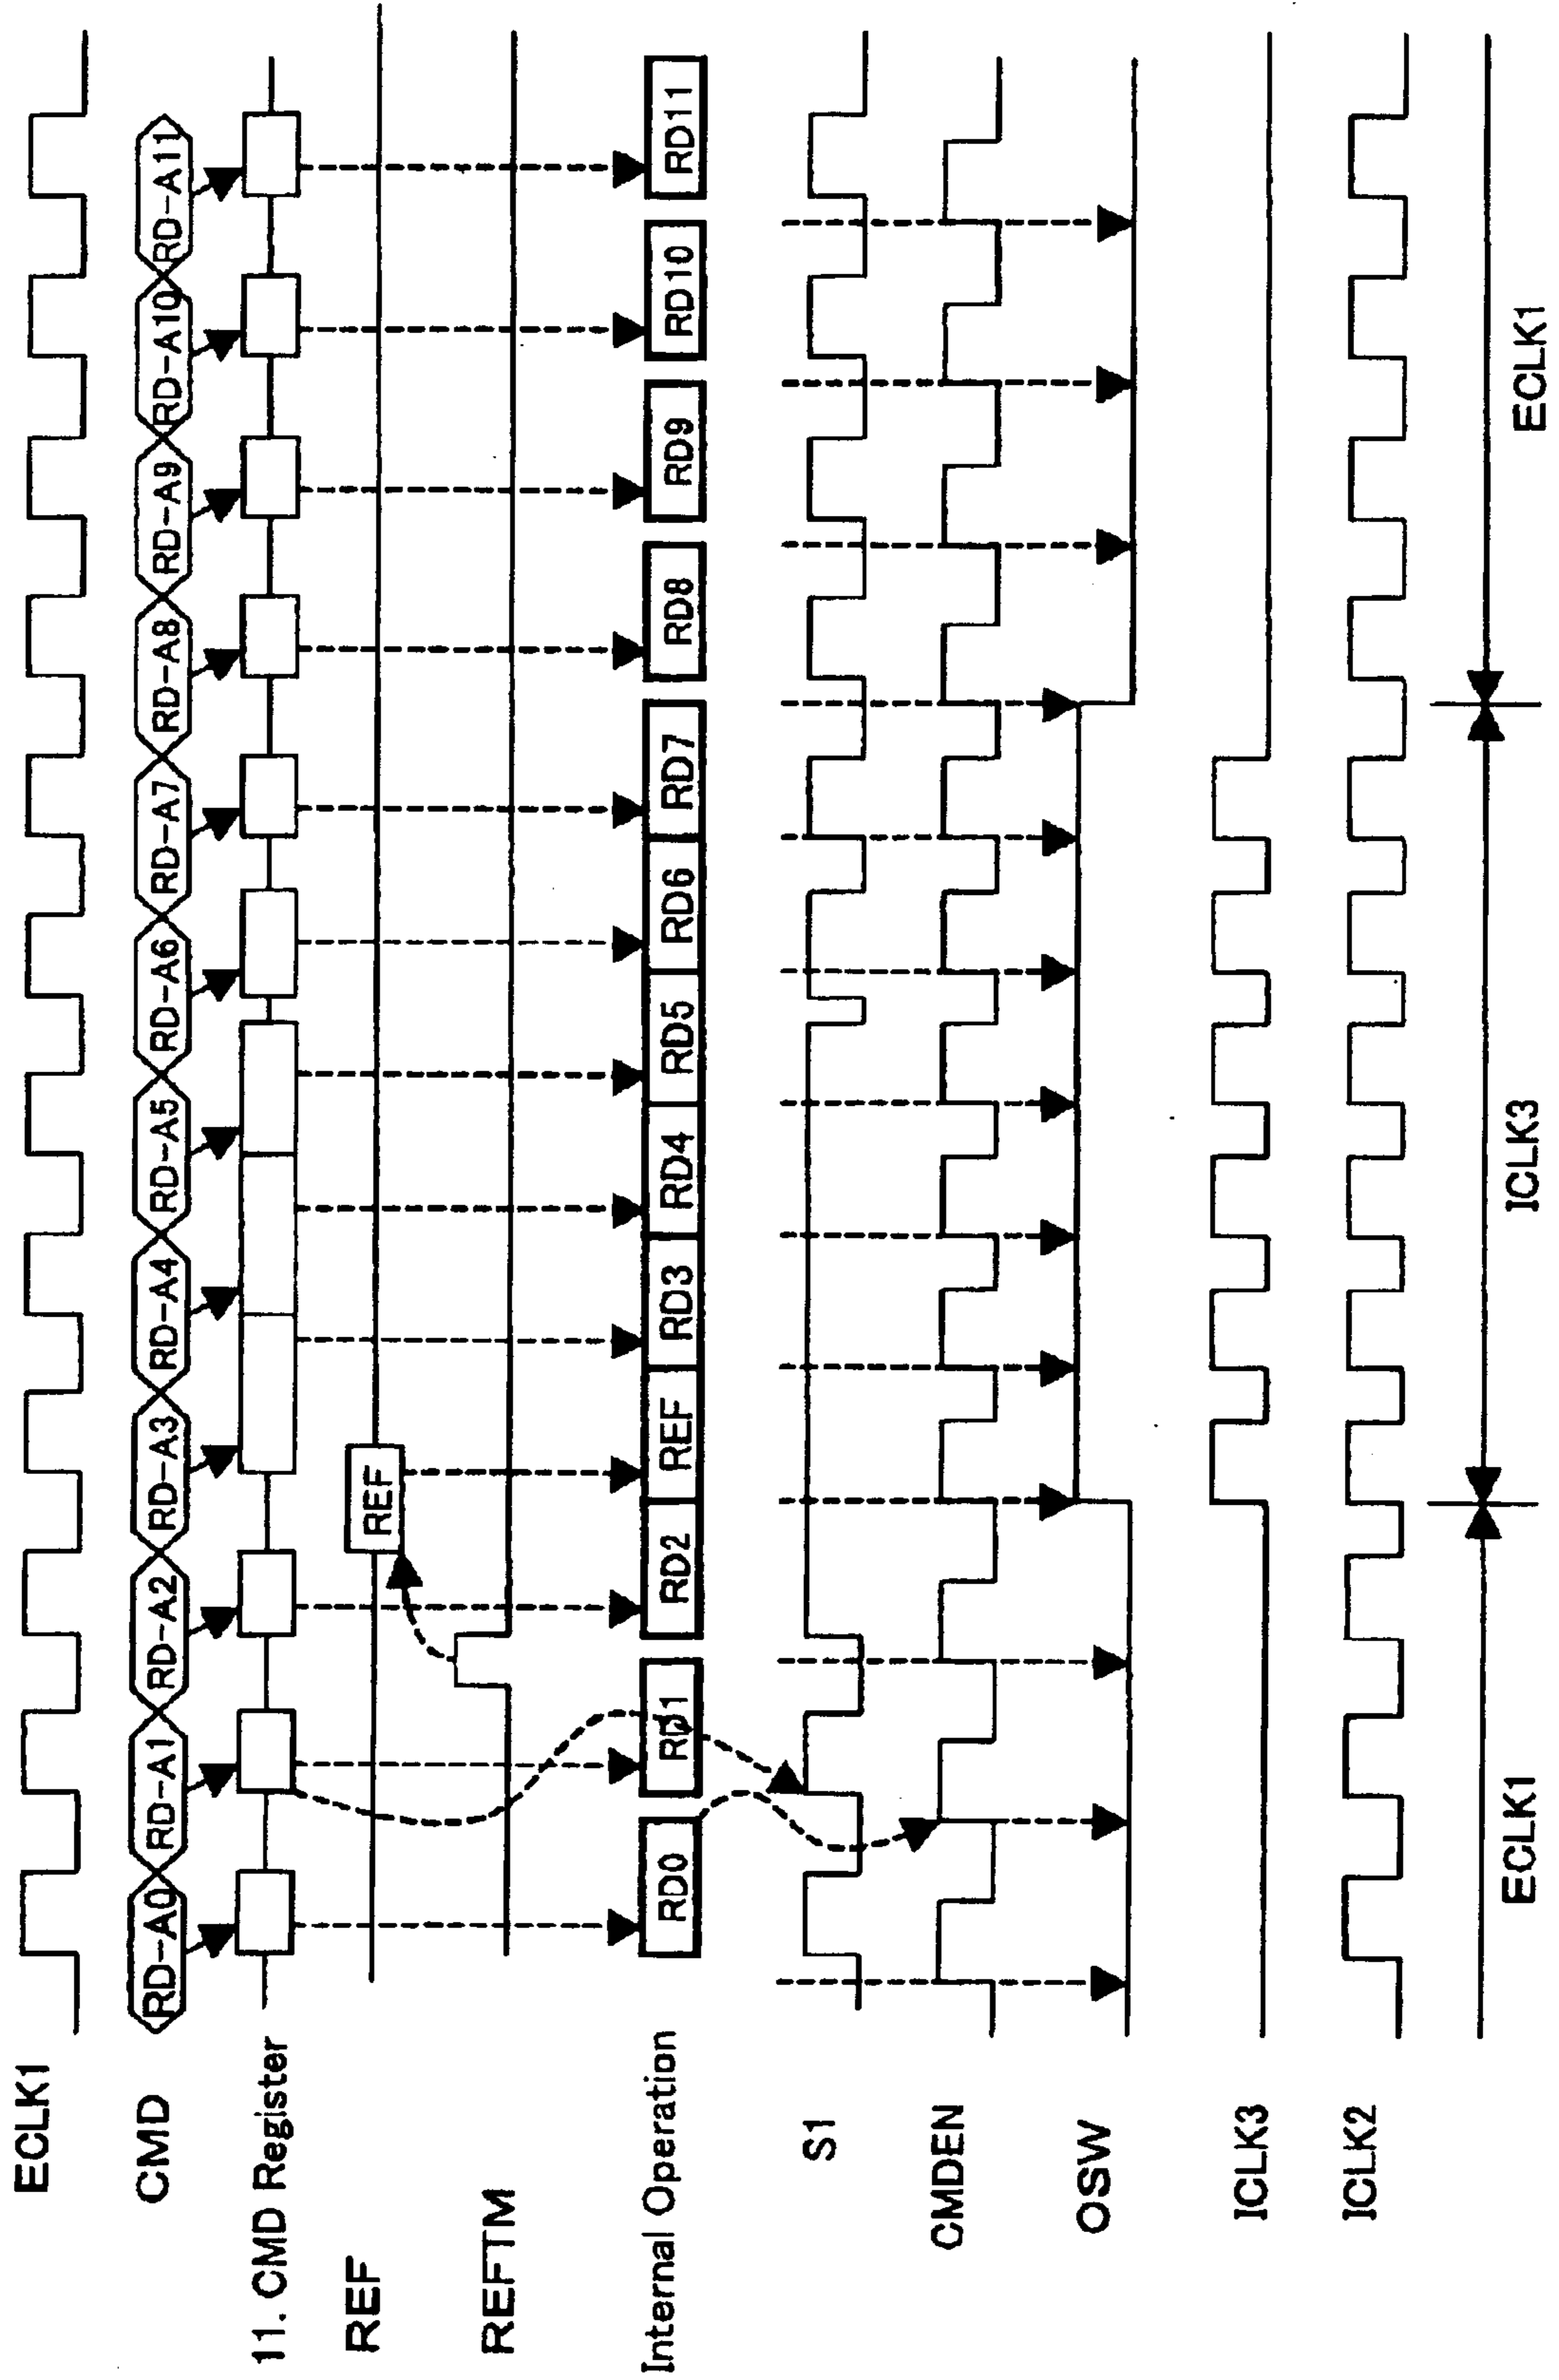 ECLK1
CMD RD-A0 RD-A1 RD-A2 RD-A3 RD-A4 RD-A5 RD-A6 RD-A7 RD-A8 RD-A9 RD-A10 RD-A11
11. CMD Register
REF REF
REFTM
Internal Operation RD0 RD1 RD2 REF RD3 RD4 RD5 RD6 RD7 RD8 RD9 RD10 RD11
S1
CMDEN
OSW
ICLK3
ICLK2
ECLK1 ICLK3 ECLK1